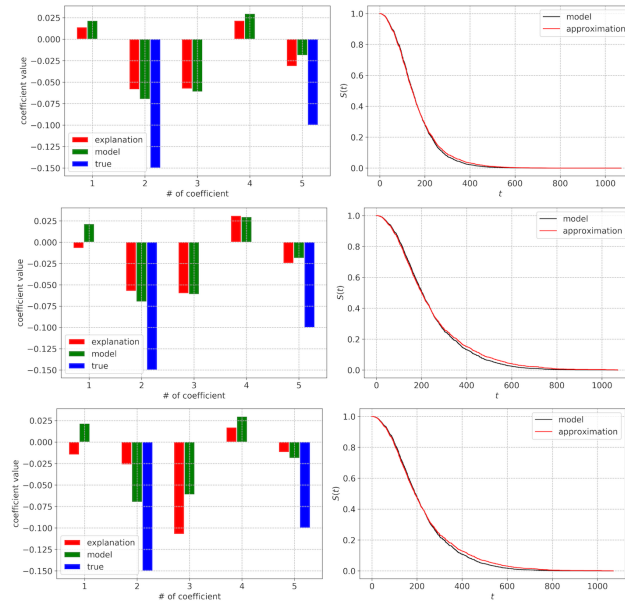 0.025
0.000
−0.025
−0.050
−0.075
−0.100
−0.125
−0.150
coefficient value
explanation
model
true
1 2 3 4 5
# of coefficient
1.0
0.8
0.6
0.4
0.2
0.0
S(t)
model
approximation
0 200 400 600 800 1000
t
0.025
0.000
−0.025
−0.050
−0.075
−0.100
−0.125
−0.150
coefficient value
explanation
model
true
1 2 3 4 5
# of coefficient
1.0
0.8
0.6
0.4
0.2
0.0
S(t)
model
approximation
0 200 400 600 800 1000
t
0.025
0.000
−0.025
−0.050
−0.075
−0.100
−0.125
−0.150
coefficient value
explanation
model
true
1 2 3 4 5
# of coefficient
1.0
0.8
0.6
0.4
0.2
0.0
S(t)
model
approximation
0 200 400 600 800 1000
t